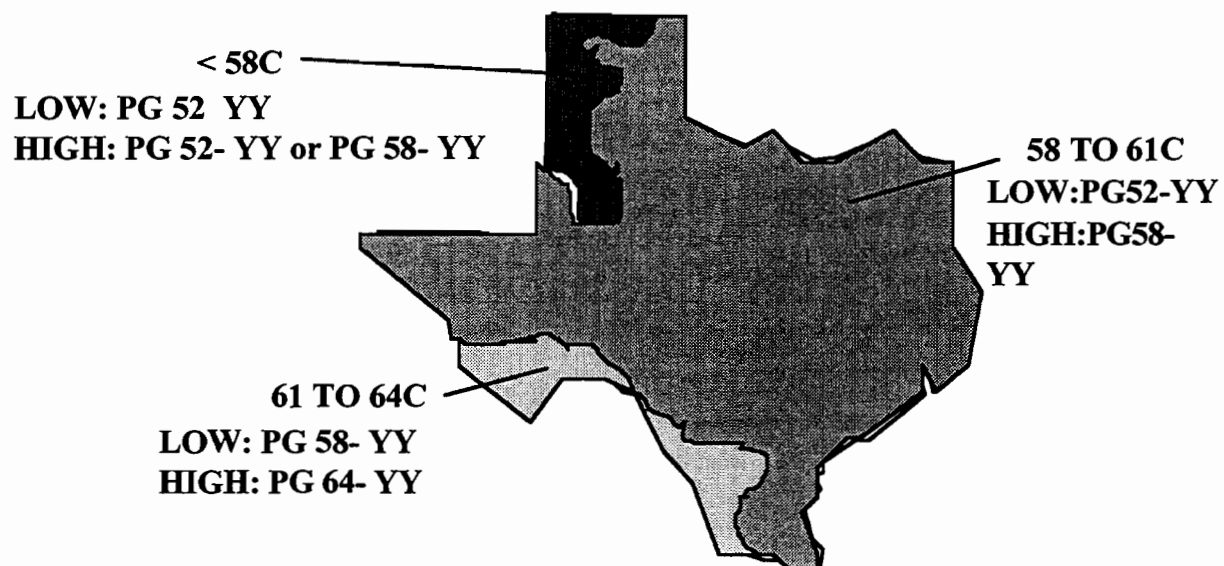 < 58C
LOW: PG 52 YY
HIGH: PG 52- YY or PG 58- YY
58 TO 61C
LOW:PG52-YY
HIGH:PG58-
YY
61 TO 64C
LOW: PG 58- YY
HIGH: PG 64- YY